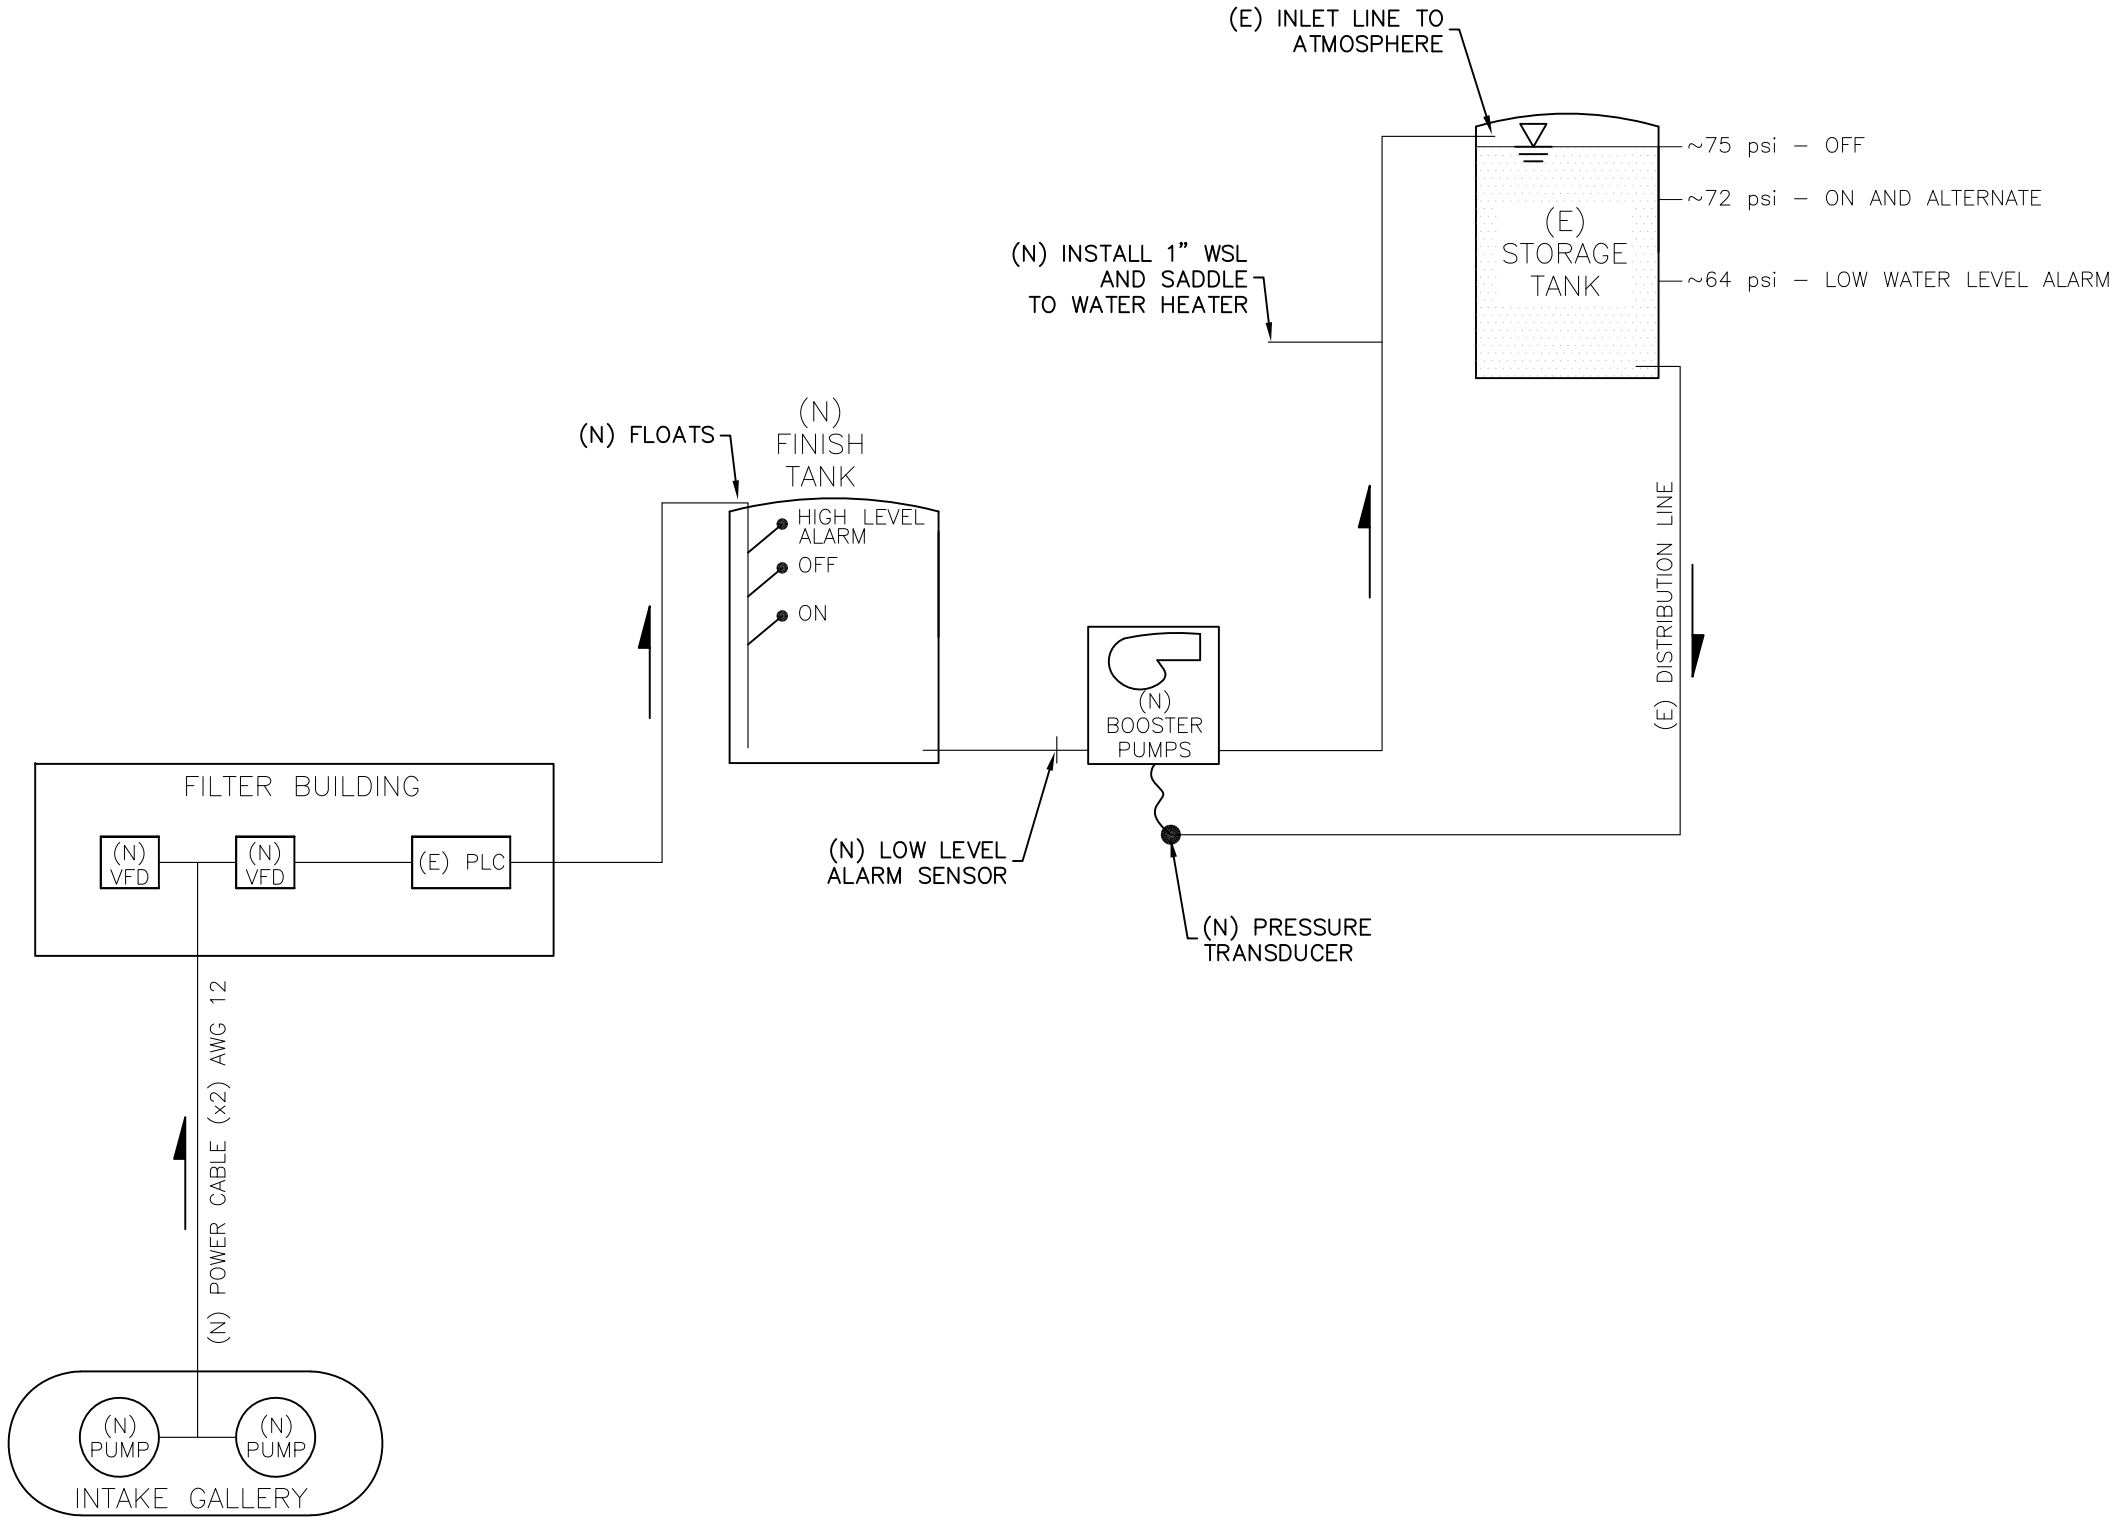 (E) INLET LINE TO
ATMOSPHERE
~75 psi – OFF
~72 psi – ON AND ALTERNATE
(E)
STORAGE
TANK
~64 psi – LOW WATER LEVEL ALARM
(N) INSTALL 1” WSL
AND SADDLE
TO WATER HEATER
(N) FLOATS
(N)
FINISH
TANK
HIGH LEVEL
ALARM
OFF
ON
(E) DISTRIBUTION LINE
(N)
BOOSTER
PUMPS
(N) LOW LEVEL
ALARM SENSOR
(N) PRESSURE
TRANSDUCER
FILTER BUILDING
(N)
VFD
(N)
VFD
(E) PLC
(N) POWER CABLE (x2) AWG 12
(N)
PUMP
(N)
PUMP
INTAKE GALLERY